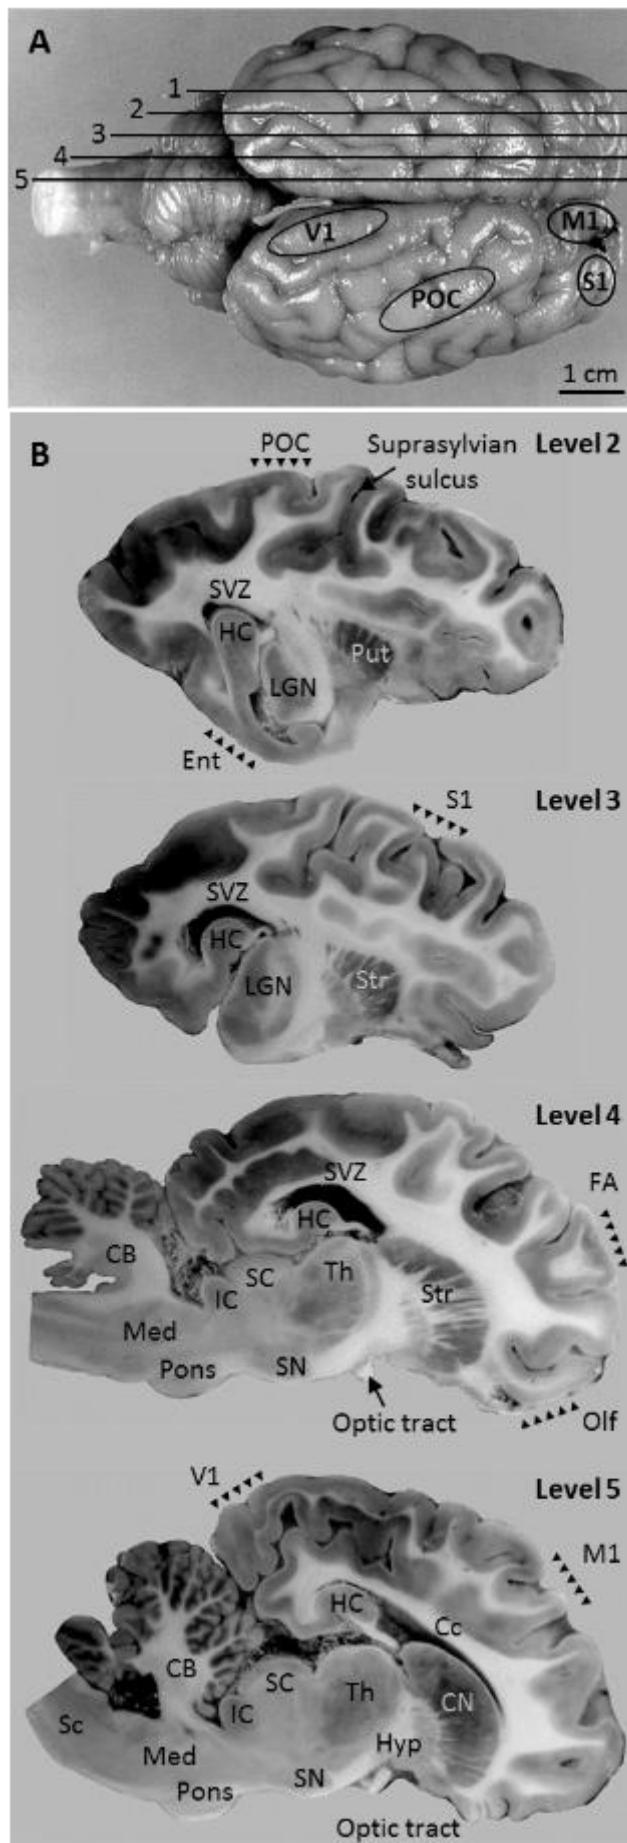 A
1
2
3
4
5
V1
M1
S1
POC
1 cm
B
POC
Suprasylvian
sulcus
Level 2
SVZ
HC
Put
LGN
Ent
S1
Level 3
SVZ
HC
LGN
Str
Level 4
SVZ
FA
HC
CB
SC
Th
IC
Str
Med
Pons
SN
Optic tract
Olf
V1
Level 5
M1
HC
Cc
CB
SC
Th
CN
IC
Sc
Med
Hyp
Pons
SN
Optic tract